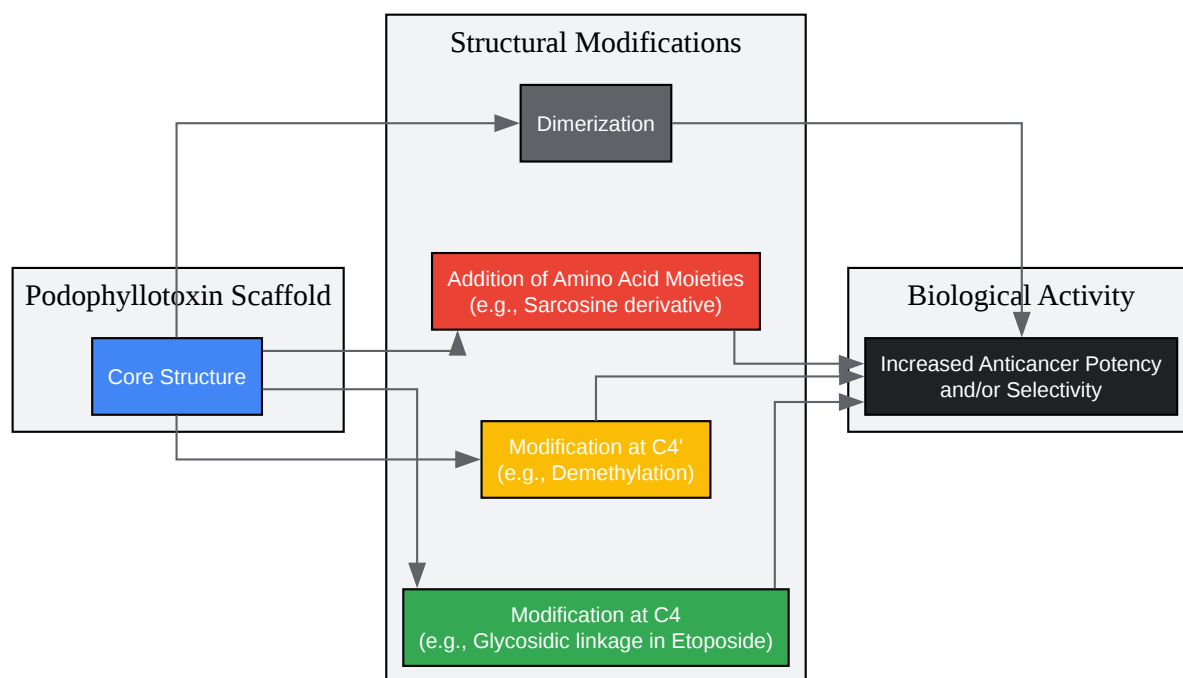 Structural Modifications
Dimerization
Podophyllotoxin Scaffold
Core Structure
Addition of Amino Acid Moieties
(e.g., Sarcosine derivative)
Modification at C4'
(e.g., Demethylation)
Modification at C4
(e.g., Glycosidic linkage in Etoposide)
Biological Activity
Increased Anticancer Potency
and/or Selectivity